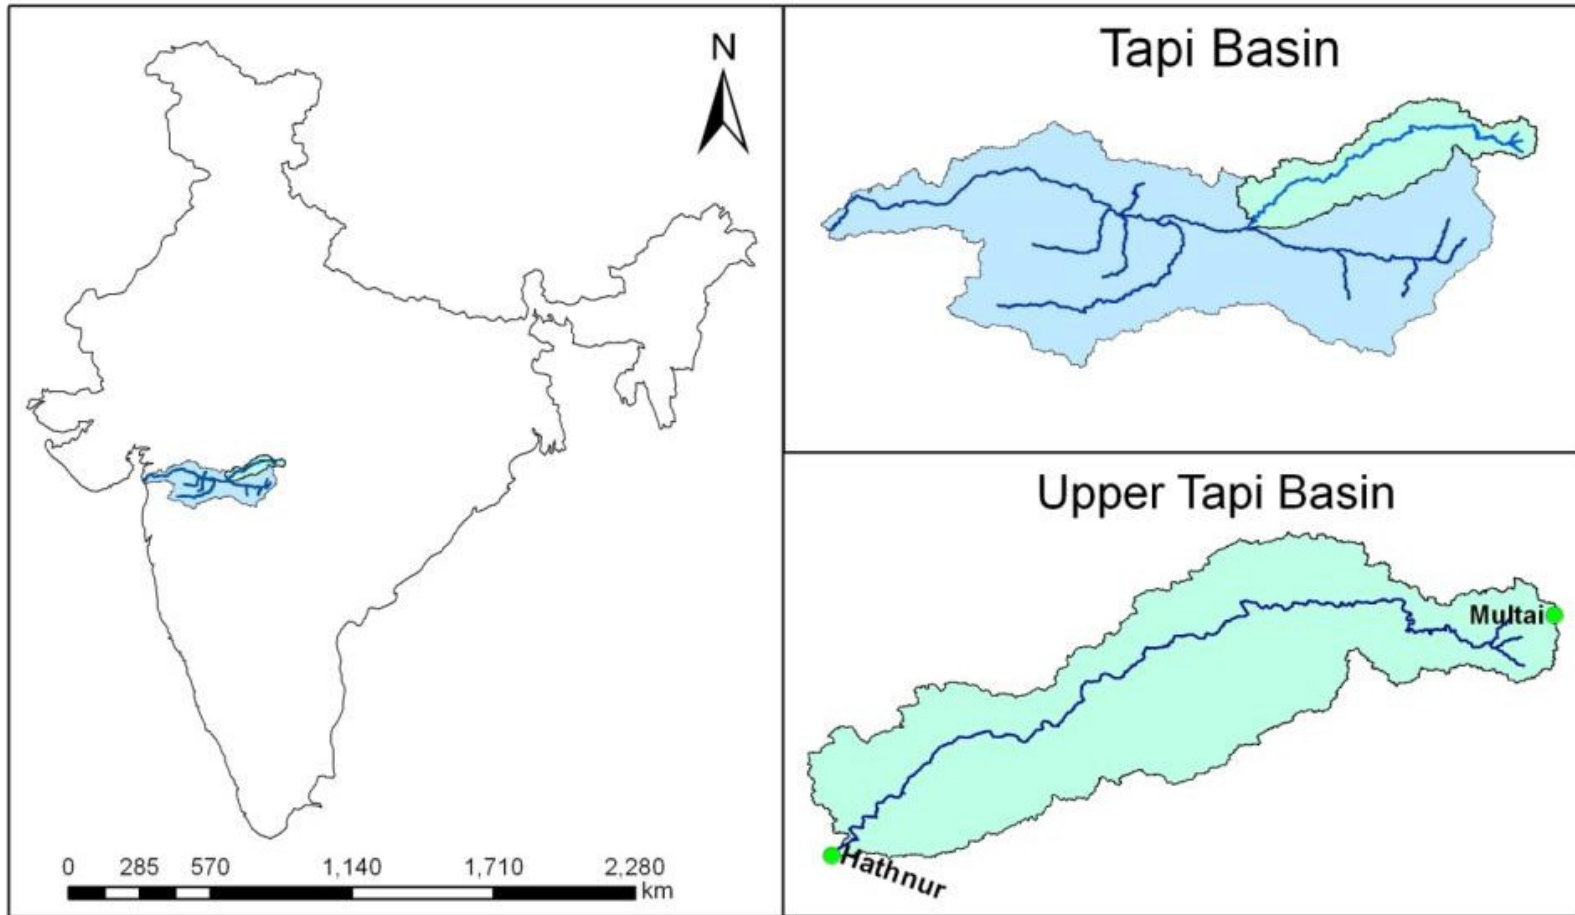 N
0 285 570 1,140 1,710 2,280
km
Tapi Basin
Upper Tapi Basin
Multai
Hathnur